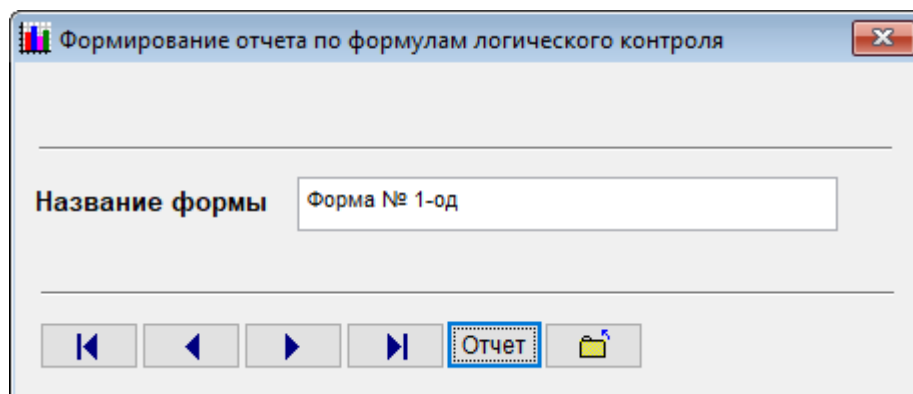 Формирование отчета по формулам логического контроля
Название формы
Форма № 1-од
Отчет